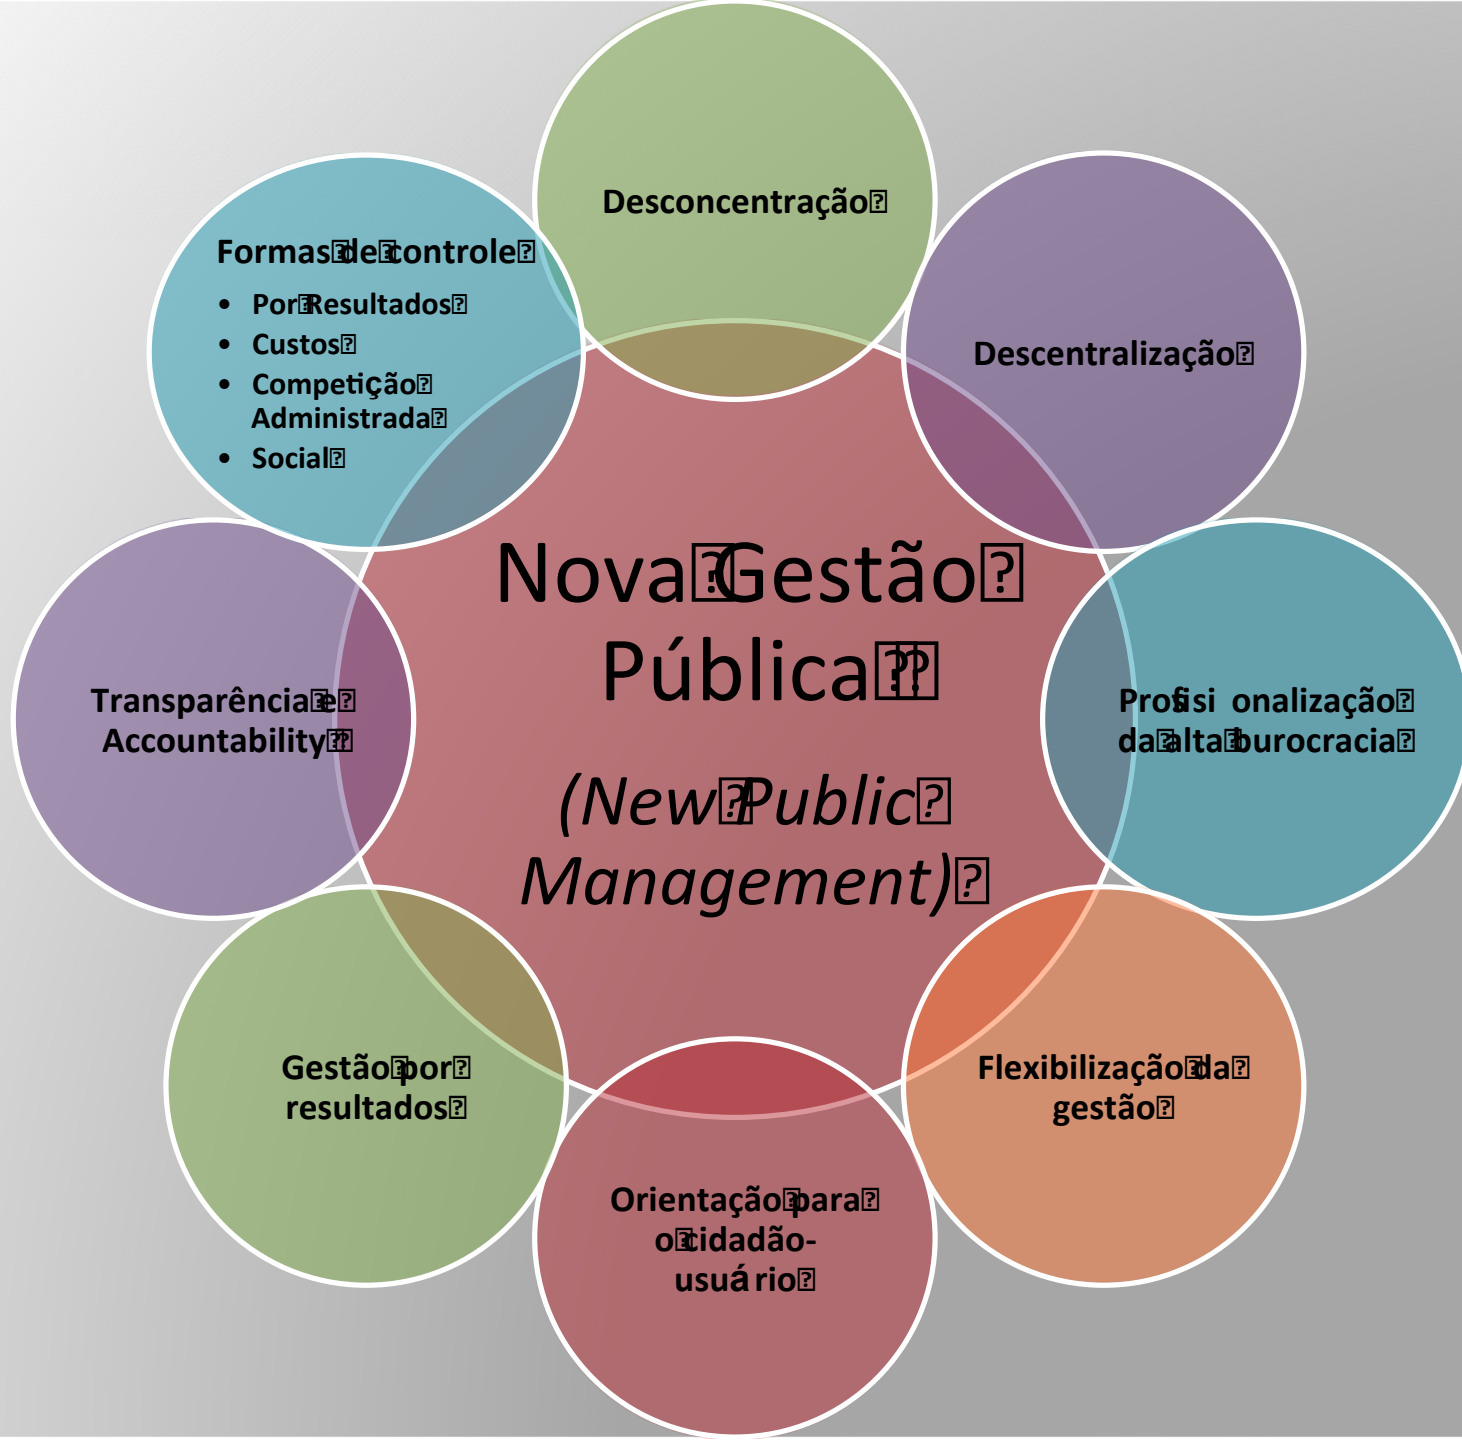 Desconcentração
Descentralização
Profissionalização
da alta burocracia
Flexibilização da
gestão
Orientação para
o cidadão-
usuário
Gestão por
resultados
Transparência e
Accountability
Formas de controle
• Por Resultados
• Custos
• Competição
Administrada
• Social
Nova Gestão
Pública
(New Public
Management)